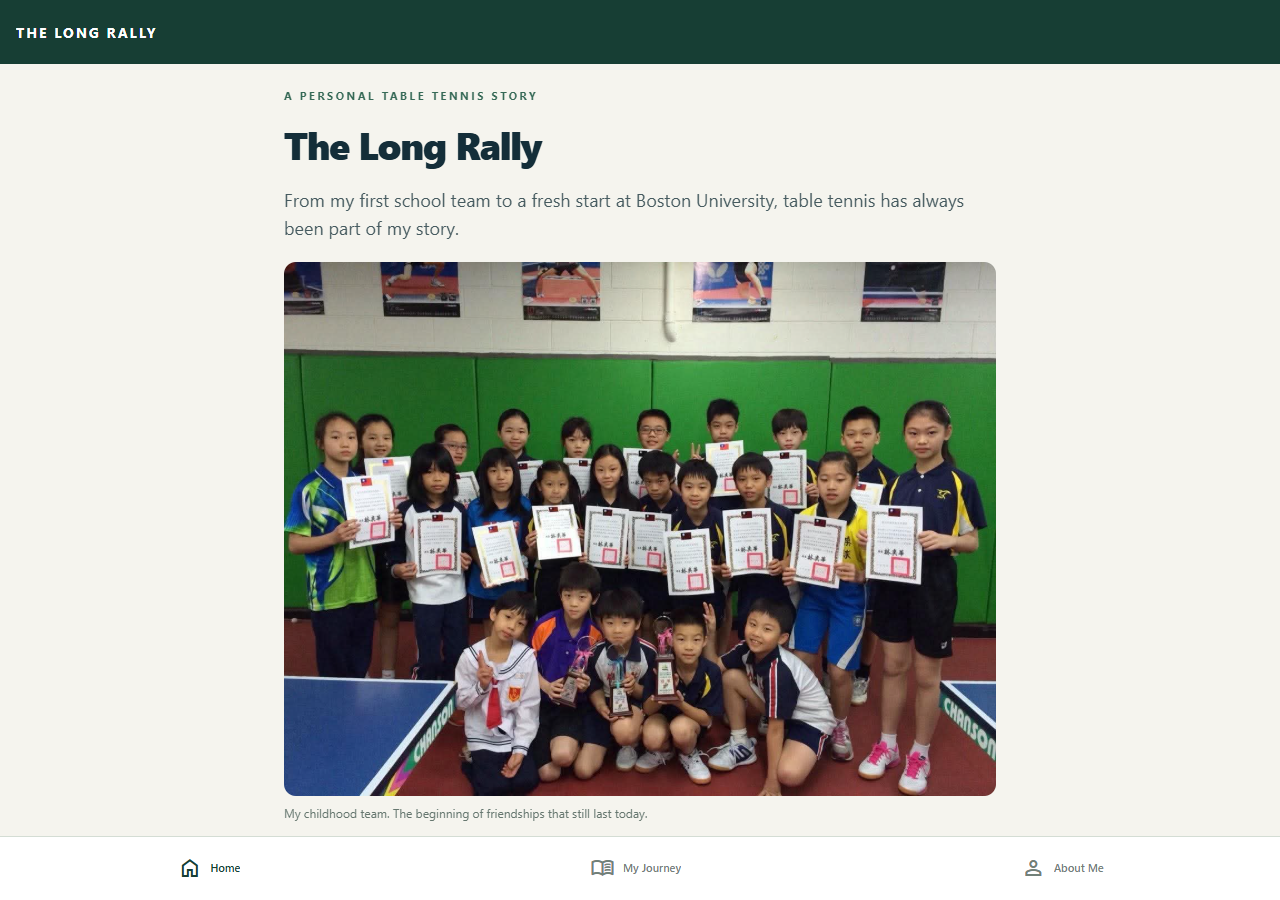 THE LONG RALLY
A PERSONAL TABLE TENNIS STORY
The Long Rally
From my first school team to a fresh start at Boston University, table tennis has always
been part of my story.
CHANSON
CHANSON
My childhood team. The beginning of friendships that still last today.
Home
My Journey
About Me